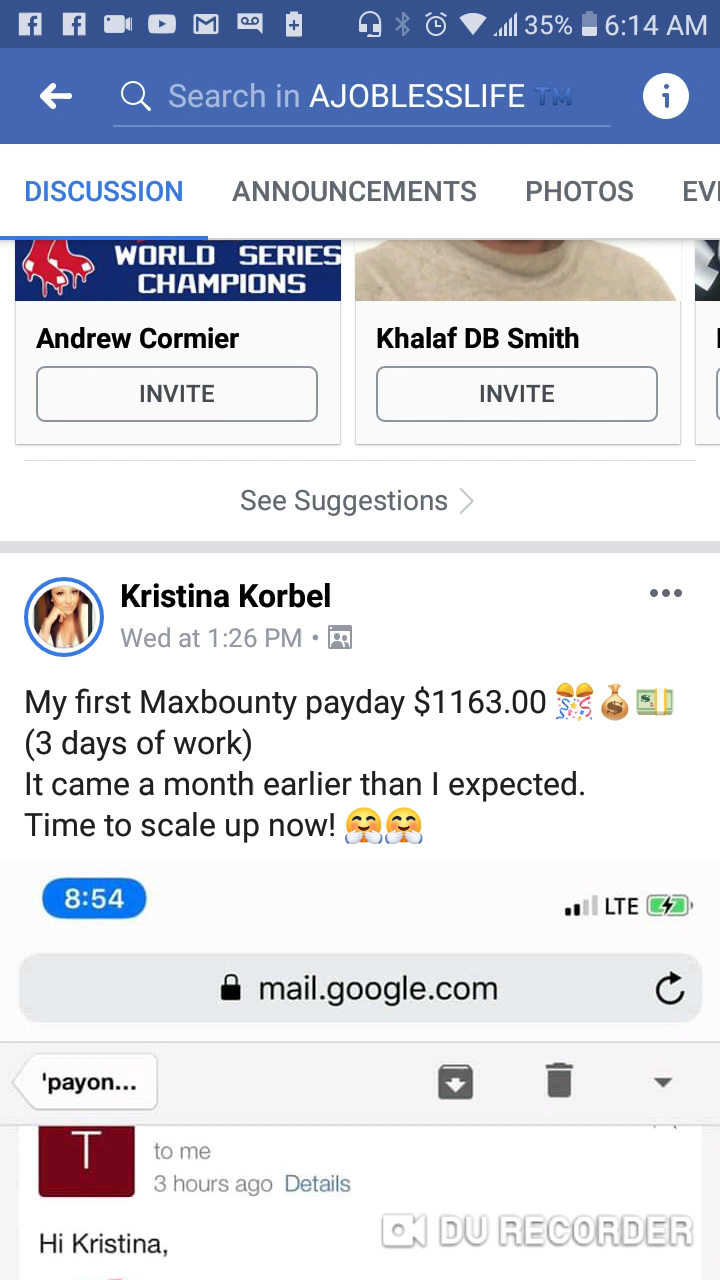 35% 6:14 AM
Search in AJOBLESSLIFE TM
DISCUSSION ANNOUNCEMENTS PHOTOS EVI
WORLD SERIES
CHAMPIONS
Andrew Cormier Khalaf DB Smith
INVITE INVITE
See Suggestions
Kristina Korbel
Wed at 1:26 PM •
My first Maxbounty payday $1163.00 🎊💰💵
(3 days of work)
It came a month earlier than I expected.
Time to scale up now! 🤗🤗
8:54 LTE
mail.google.com
'payon...
T to me
3 hours ago Details
Hi Kristina,
DU RECORDER